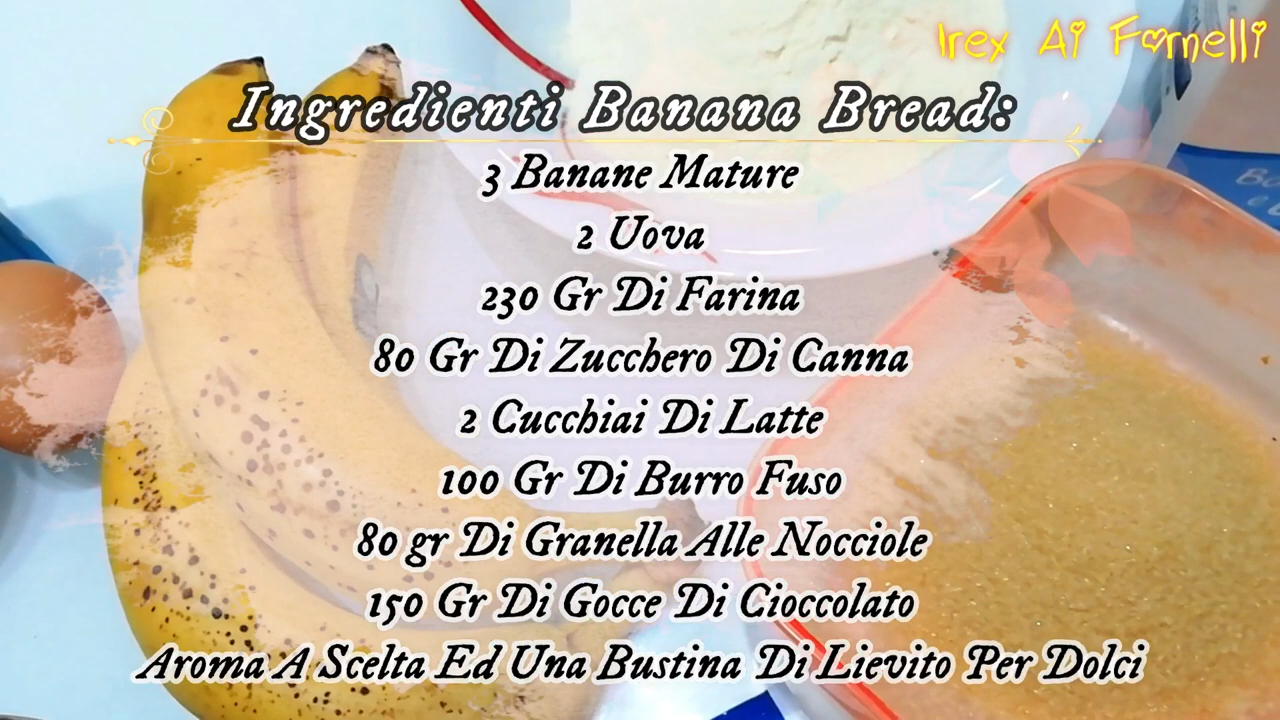 Irex Ai Fornelli
Ingredienti Banana Bread:
3 Banane Mature
2 Uova
230 Gr Di Farina
80 Gr Di Zucchero Di Canna
2 Cucchiai Di Latte
100 Gr Di Burro Fuso
80 gr Di Granella Alle Nocciole
150 Gr Di Gocce Di Cioccolato
Aroma A Scelta Ed Una Bustina Di Lievito Per Dolci